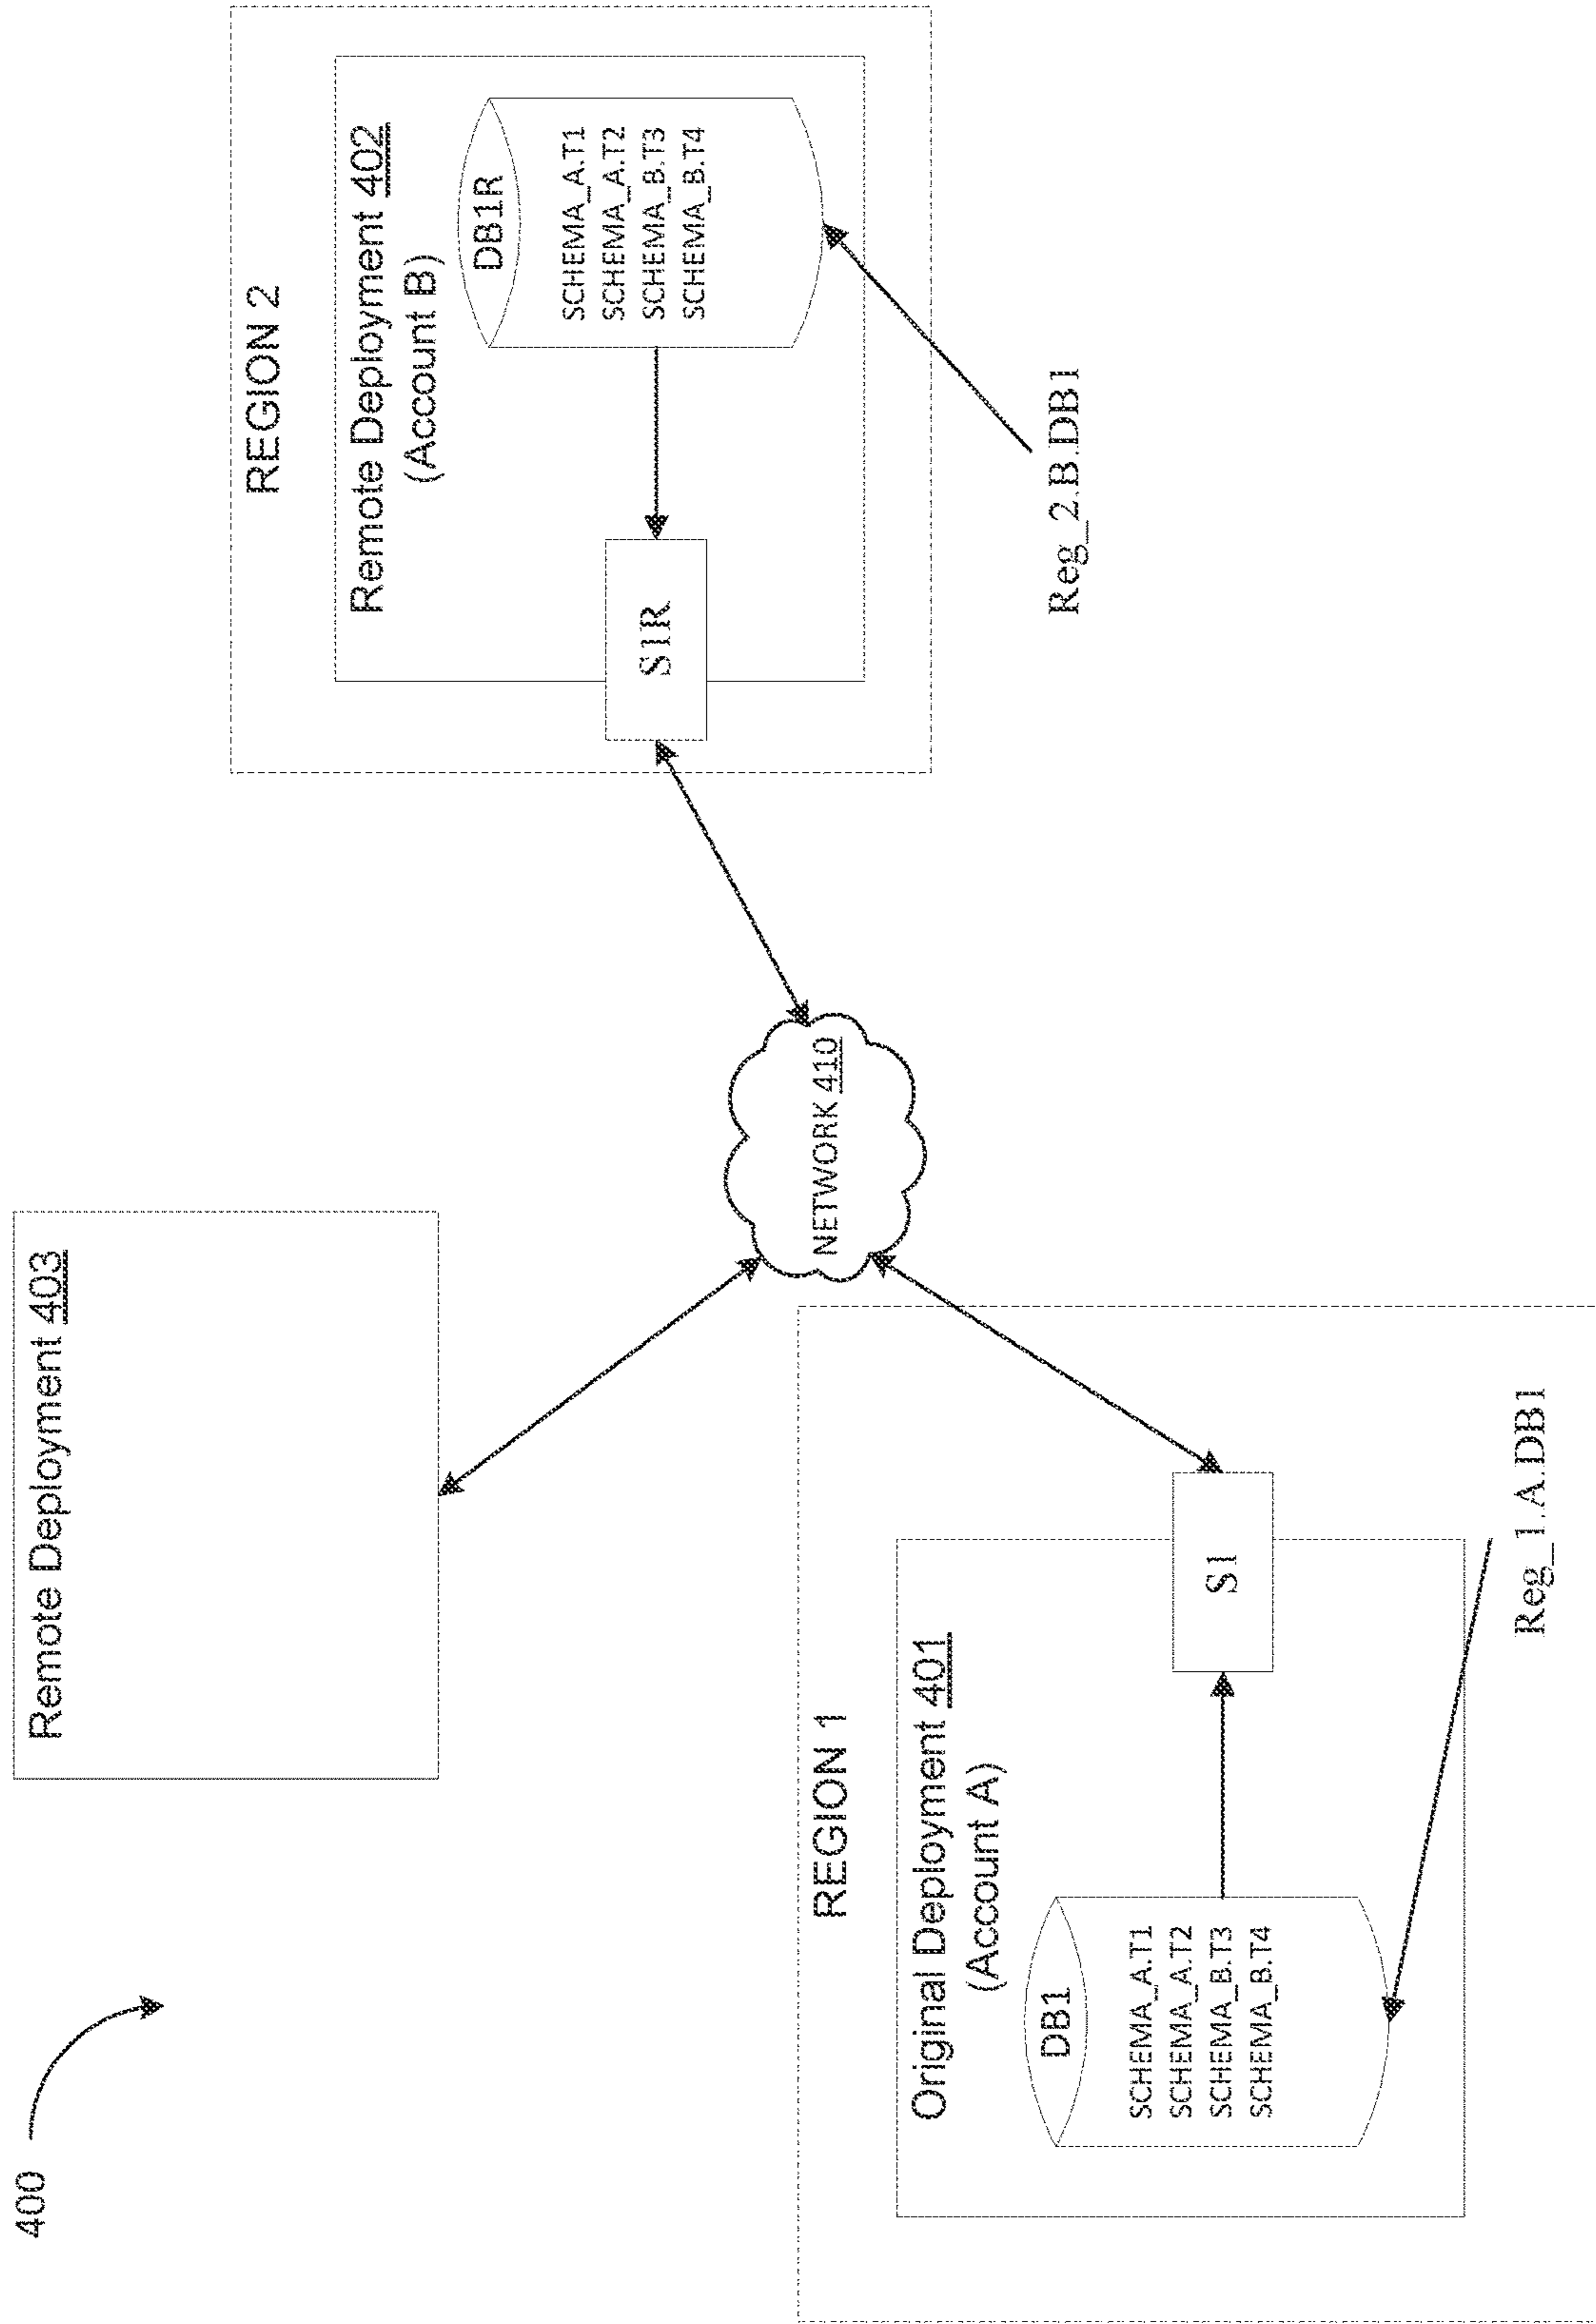 400
Remote Deployment 403
REGION 2
Remote Deployment 402
(Account B)
DB1R
SCHEMA_A.T1
SCHEMA_A.T2
SCHEMA_B.T3
SCHEMA_B.T4
S1R
Reg_2.B.DB1
NETWORK 410
REGION 1
Original Deployment 401
(Account A)
DB1
SCHEMA_A.T1
SCHEMA_A.T2
SCHEMA_B.T3
SCHEMA_B.T4
S1
Reg_1.A.DB1